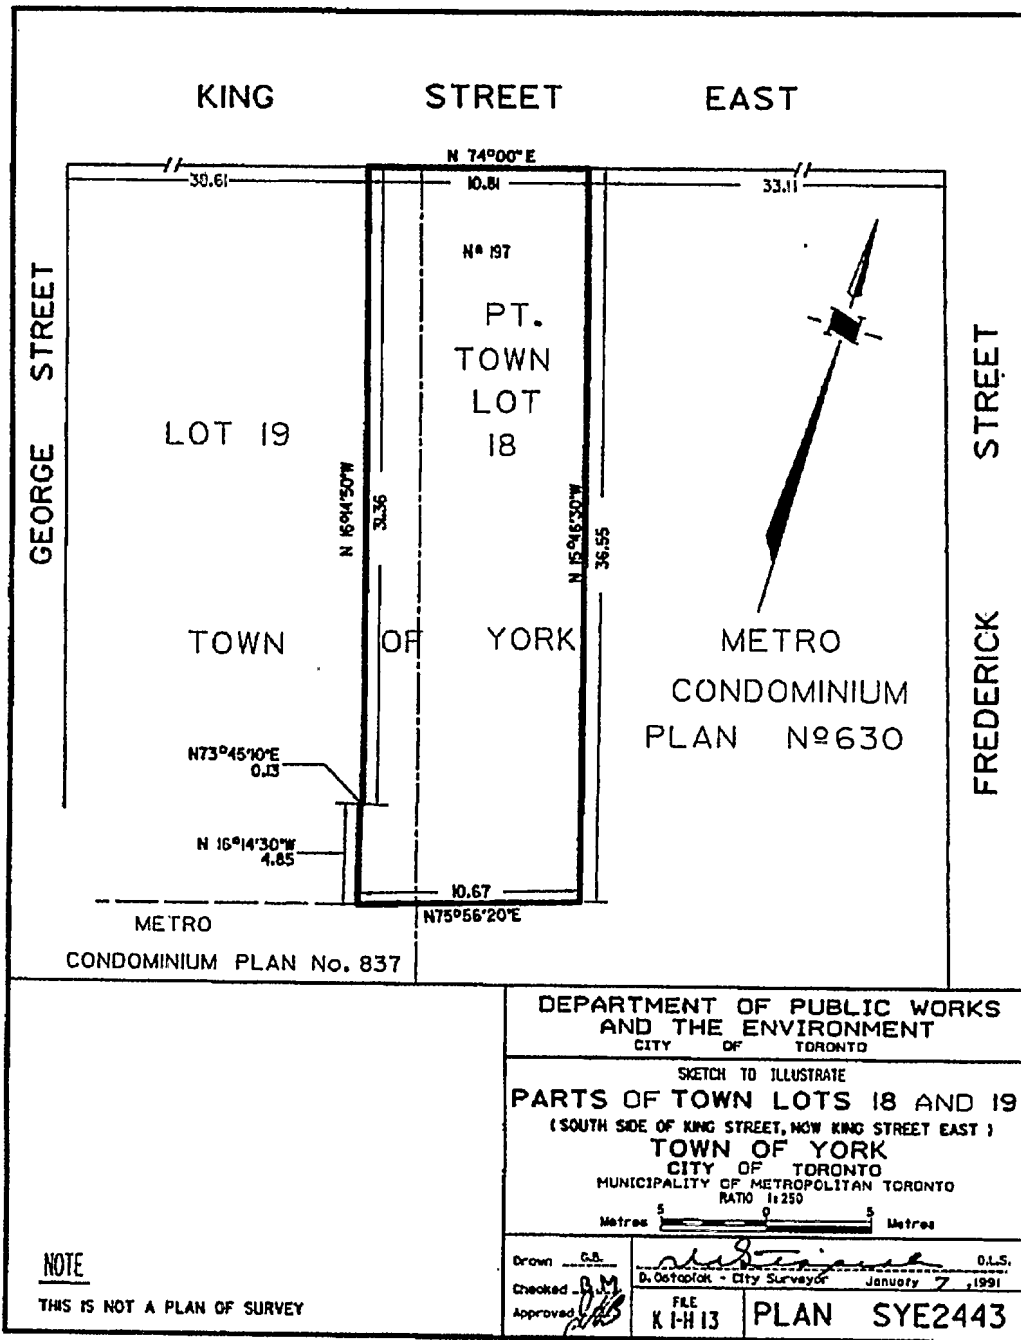 KING STREET EAST
N 74°00' E
30.61
10.81
33.11
Nº 197
PT.
TOWN
LOT
18
LOT 19
GEORGE STREET
FREDERICK STREET
N 16°14'50"W
31.36
N 15°46'30"W
36.55
TOWN OF YORK
METRO
CONDOMINIUM
PLAN Nº630
N73°45'10"E
0.13
N 16°14'30"W
4.85
10.67
N75°56'20"E
METRO
CONDOMINIUM PLAN No. 837
DEPARTMENT OF PUBLIC WORKS
AND THE ENVIRONMENT
CITY OF TORONTO
SKETCH TO ILLUSTRATE
PARTS OF TOWN LOTS 18 AND 19
(SOUTH SIDE OF KING STREET, NOW KING STREET EAST)
TOWN OF YORK
CITY OF TORONTO
MUNICIPALITY OF METROPOLITAN TORONTO
RATIO 1:250
Metres 5 0 5 Metres
Drawn G.B.
Checked B.M.
Approved
O.L.S.
D. Ostapiak - City Surveyor January 7, 1991
FILE
K1-H13
PLAN SYE2443
NOTE
THIS IS NOT A PLAN OF SURVEY